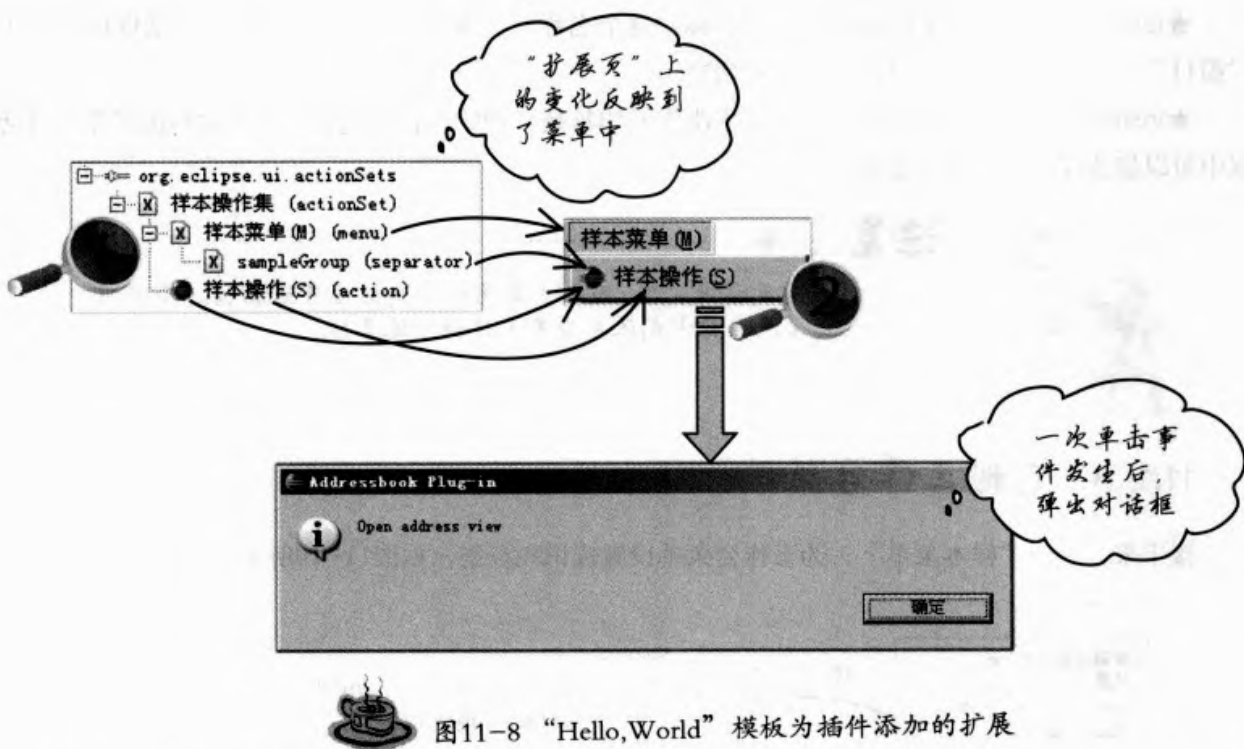 "扩展页"上
的变化反映到
了菜单中
org.eclipse.ui.actionSets
样本操作集 (actionSet)
样本菜单(M) (menu)
sampleGroup (separator)
样本操作(S) (action)
样本菜单(M)
样本操作(S)
2
Addressbook Plug-in
Open address view
确定
一次单击事
件发生后
弹出对话框
图11-8 “Hello,World”模板为插件添加的扩展